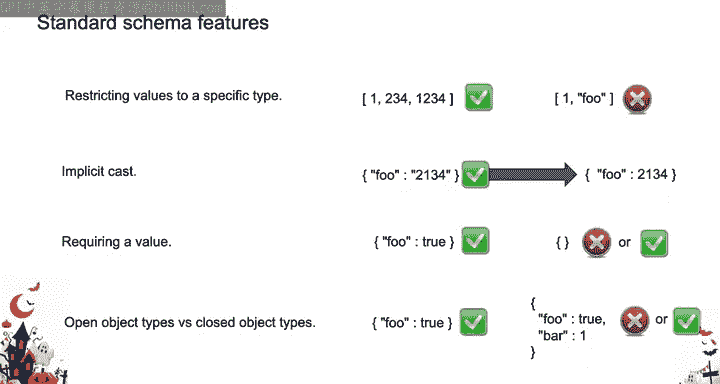 Standard schema features
Restricting values to a specific type. [ 1, 234, 1234 ] [ 1, "foo" ]
Implicit cast. { "foo" : "2134" } { "foo" : 2134 }
Requiring a value. { "foo" : true } { } or
Open object types vs closed object types. { "foo" : true }
{
"foo" : true,
"bar" : 1
}
or